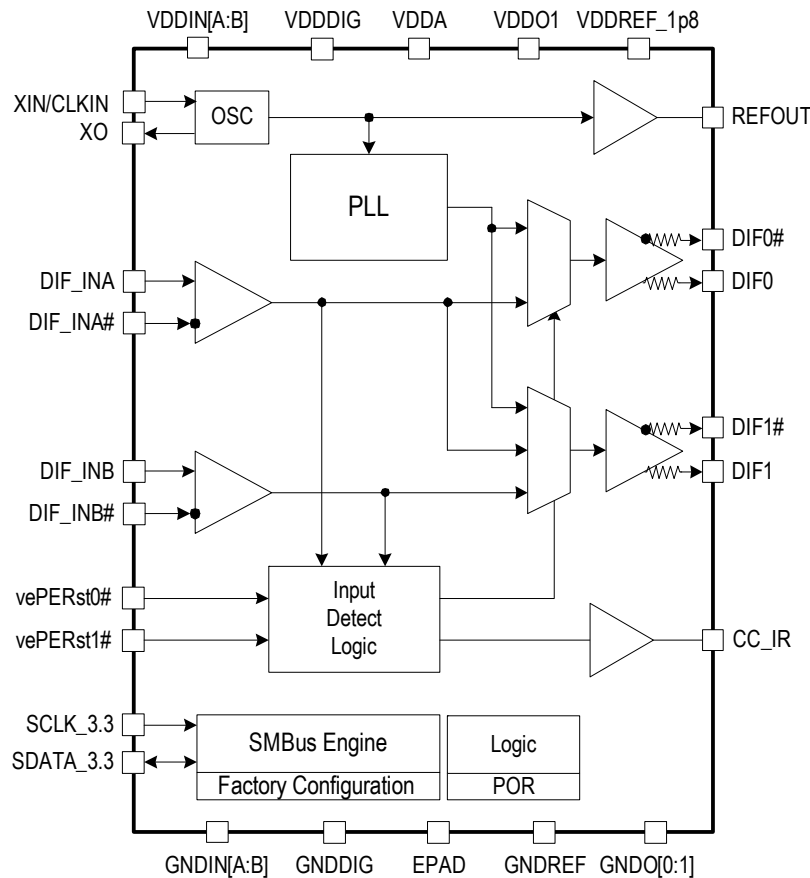 VDDIN[A:B] VDDDIG VDDA VDDO1 VDDREF_1p8
XIN/CLKIN
XO
OSC
REFOUT
PLL
DIF0#
DIF0
DIF_INA
DIF_INA#
DIF1#
DIF1
DIF_INB
DIF_INB#
vePERst0#
vePERst1#
Input
Detect
Logic
CC_IR
SCLK_3.3
SDATA_3.3
SMBus Engine
Factory Configuration
Logic
POR
GNDIN[A:B] GNDDIG EPAD GNDREF GNDO[0:1]